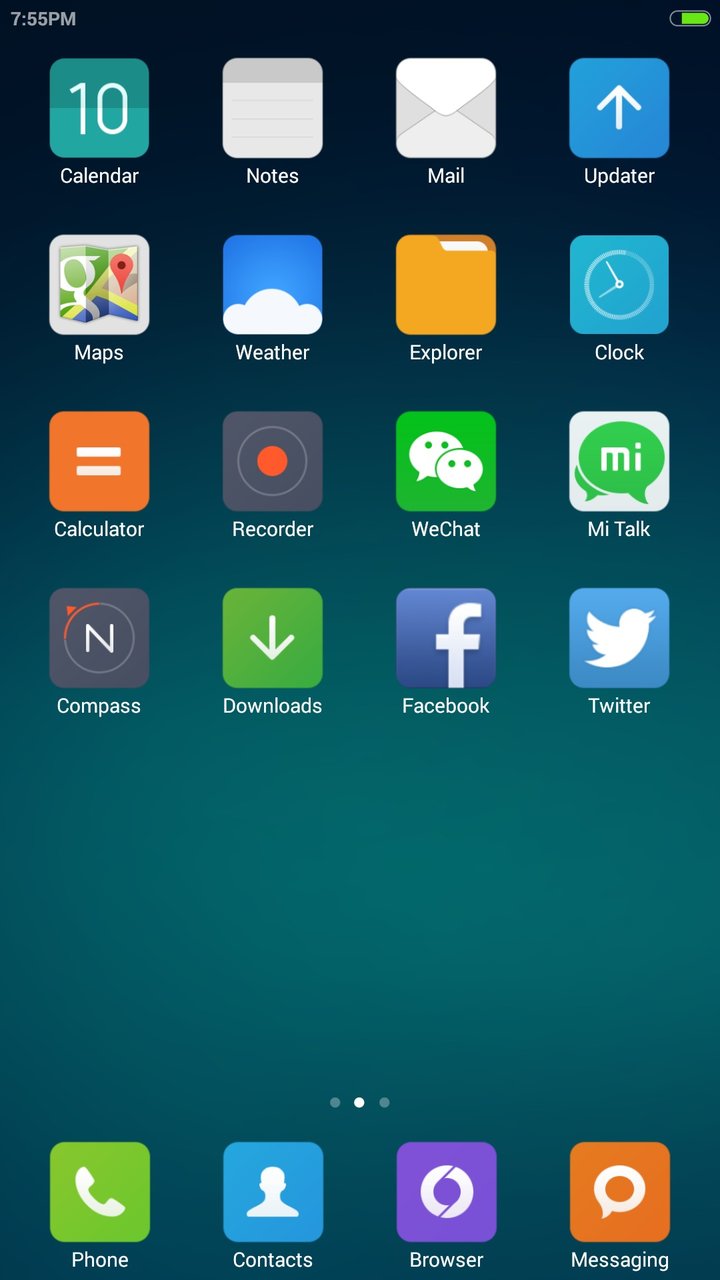 7:55PM
10
Calendar
Notes
Mail
Updater
g
Maps
Weather
Explorer
Clock
Calculator
Recorder
WeChat
mi
Mi Talk
N
Compass
Downloads
f
Facebook
Twitter
Phone
Contacts
Browser
Messaging